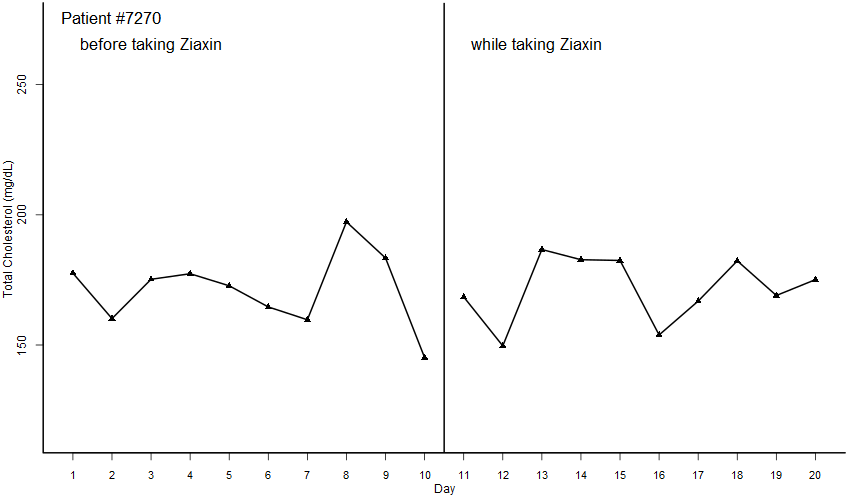 Patient #7270
before taking Ziaxin
while taking Ziaxin
Total Cholesterol (mg/dL)
250
200
150
1 2 3 4 5 6 7 8 9 10 11 12 13 14 15 16 17 18 19 20
Day